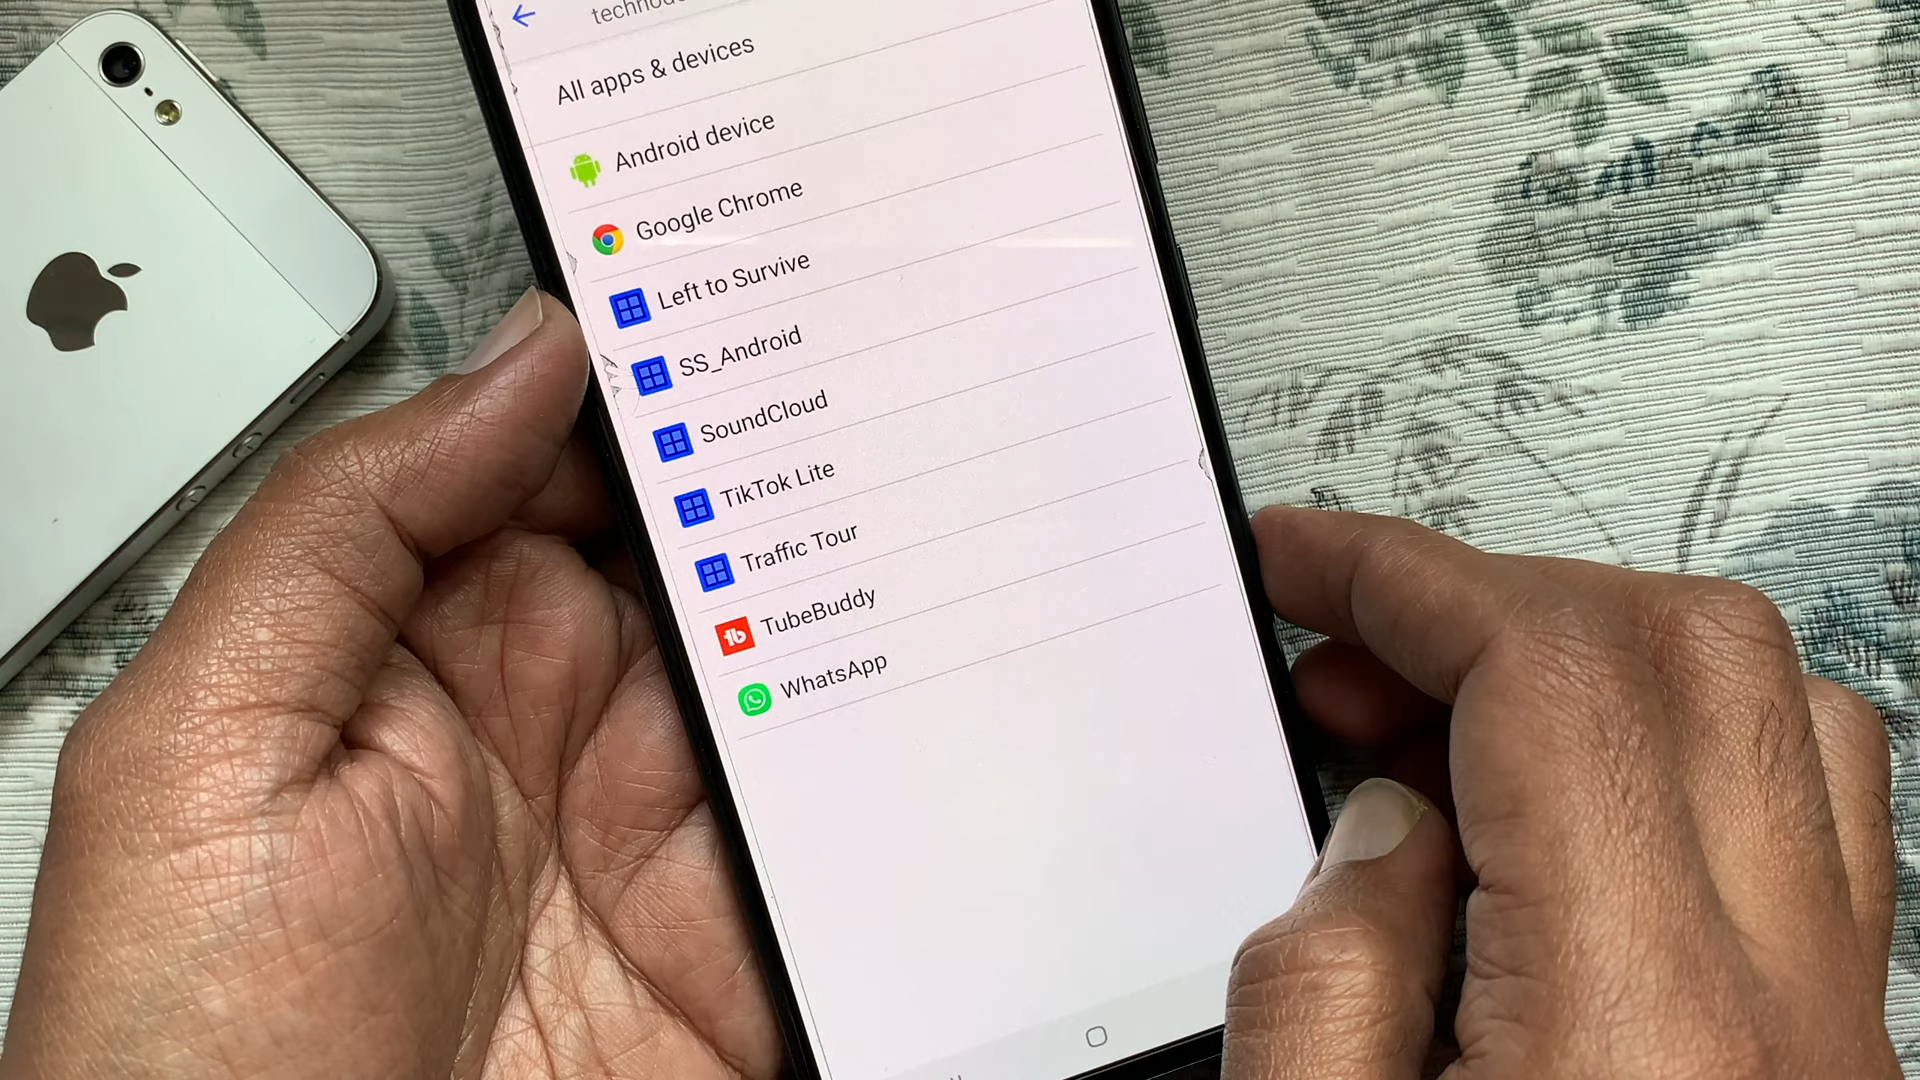 All apps & devices
Android device
Google Chrome
Left to Survive
SS_Android
SoundCloud
TikTok Lite
Traffic Tour
TubeBuddy
WhatsApp